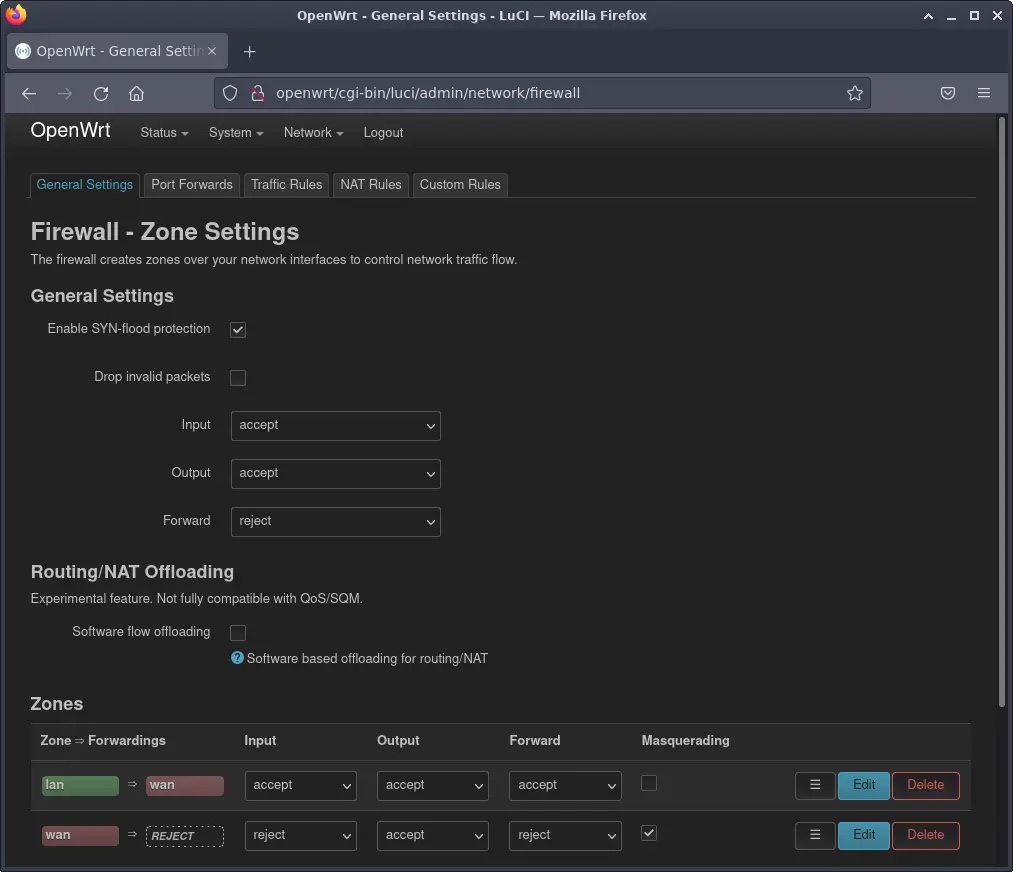 OpenWrt - General Settings - LuCI — Mozilla Firefox
OpenWrt - General Settin
openwrt/cgi-bin/luci/admin/network/firewall
OpenWrt Status System Network Logout
General Settings Port Forwards Traffic Rules NAT Rules Custom Rules
Firewall - Zone Settings
The firewall creates zones over your network interfaces to control network traffic flow.
General Settings
Enable SYN-flood protection
Drop invalid packets
Input accept
Output accept
Forward reject
Routing/NAT Offloading
Experimental feature. Not fully compatible with QoS/SQM.
Software flow offloading
? Software based offloading for routing/NAT
Zones
Zone ⇒ Forwardings Input Output Forward Masquerading
lan ⇒ wan accept accept accept ☰ Edit Delete
wan ⇒ REJECT reject accept reject ☰ Edit Delete